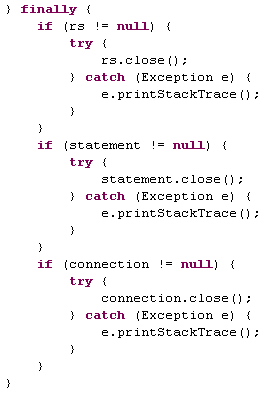 } finally {
    if (rs != null) {
        try {
            rs.close();
        } catch (Exception e) {
            e.printStackTrace();
        }
    }
    if (statement != null) {
        try {
            statement.close();
        } catch (Exception e) {
            e.printStackTrace();
        }
    }
    if (connection != null) {
        try {
            connection.close();
        } catch (Exception e) {
            e.printStackTrace();
        }
    }
}